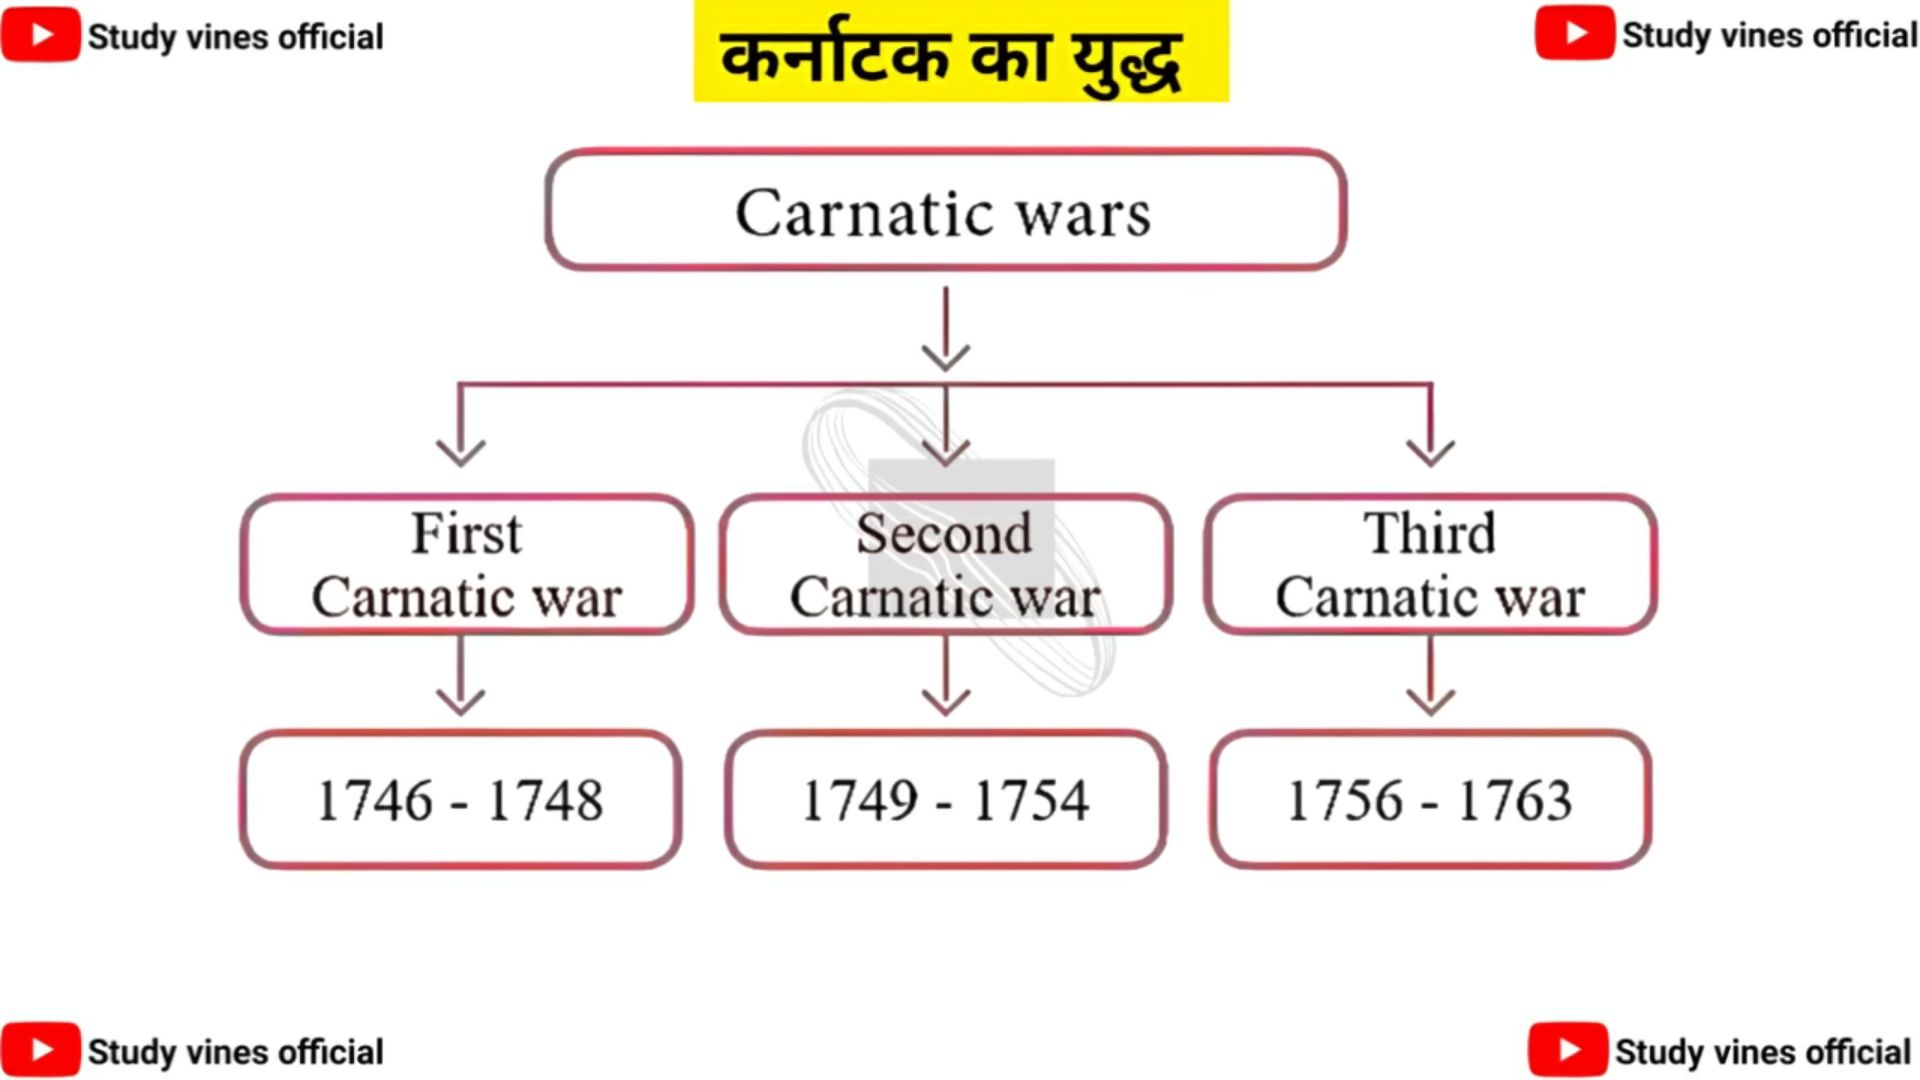 Study vines official
कर्नाटक का युद्ध
Study vines official
Carnatic wars
First
Carnatic war
Second
Carnatic war
Third
Carnatic war
1746 - 1748
1749 - 1754
1756 - 1763
Study vines official
Study vines official